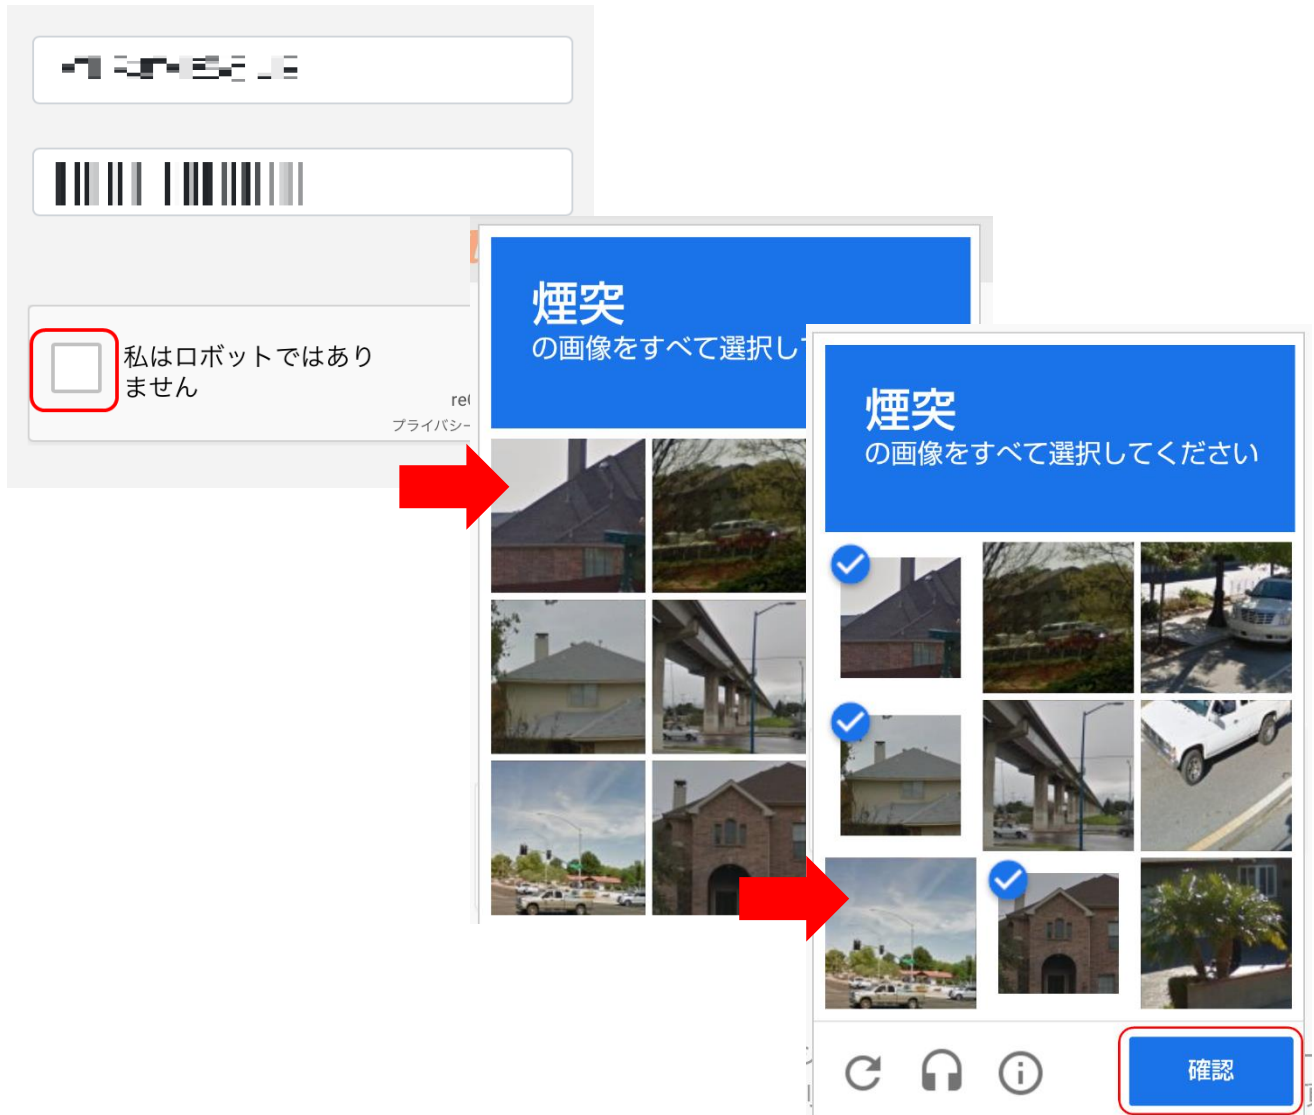 私はロボットではあり
ません
プライバシー
煙突
の画像をすべて選択し
煙突
の画像をすべて選択してください
確認